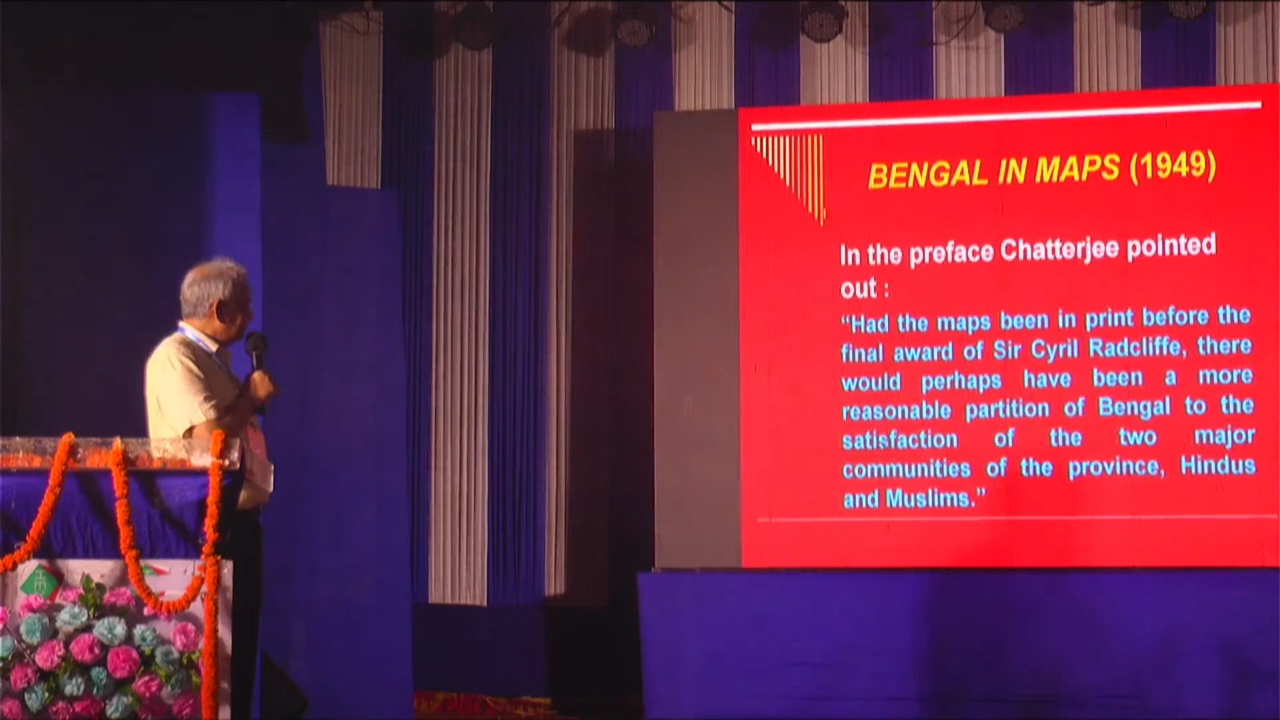 BENGAL IN MAPS (1949)
In the preface Chatterjee pointed
out :
“Had the maps been in print before the
final award of Sir Cyril Radcliffe, there
would perhaps have been a more
reasonable partition of Bengal to the
satisfaction of the two major
communities of the province, Hindus
and Muslims.”